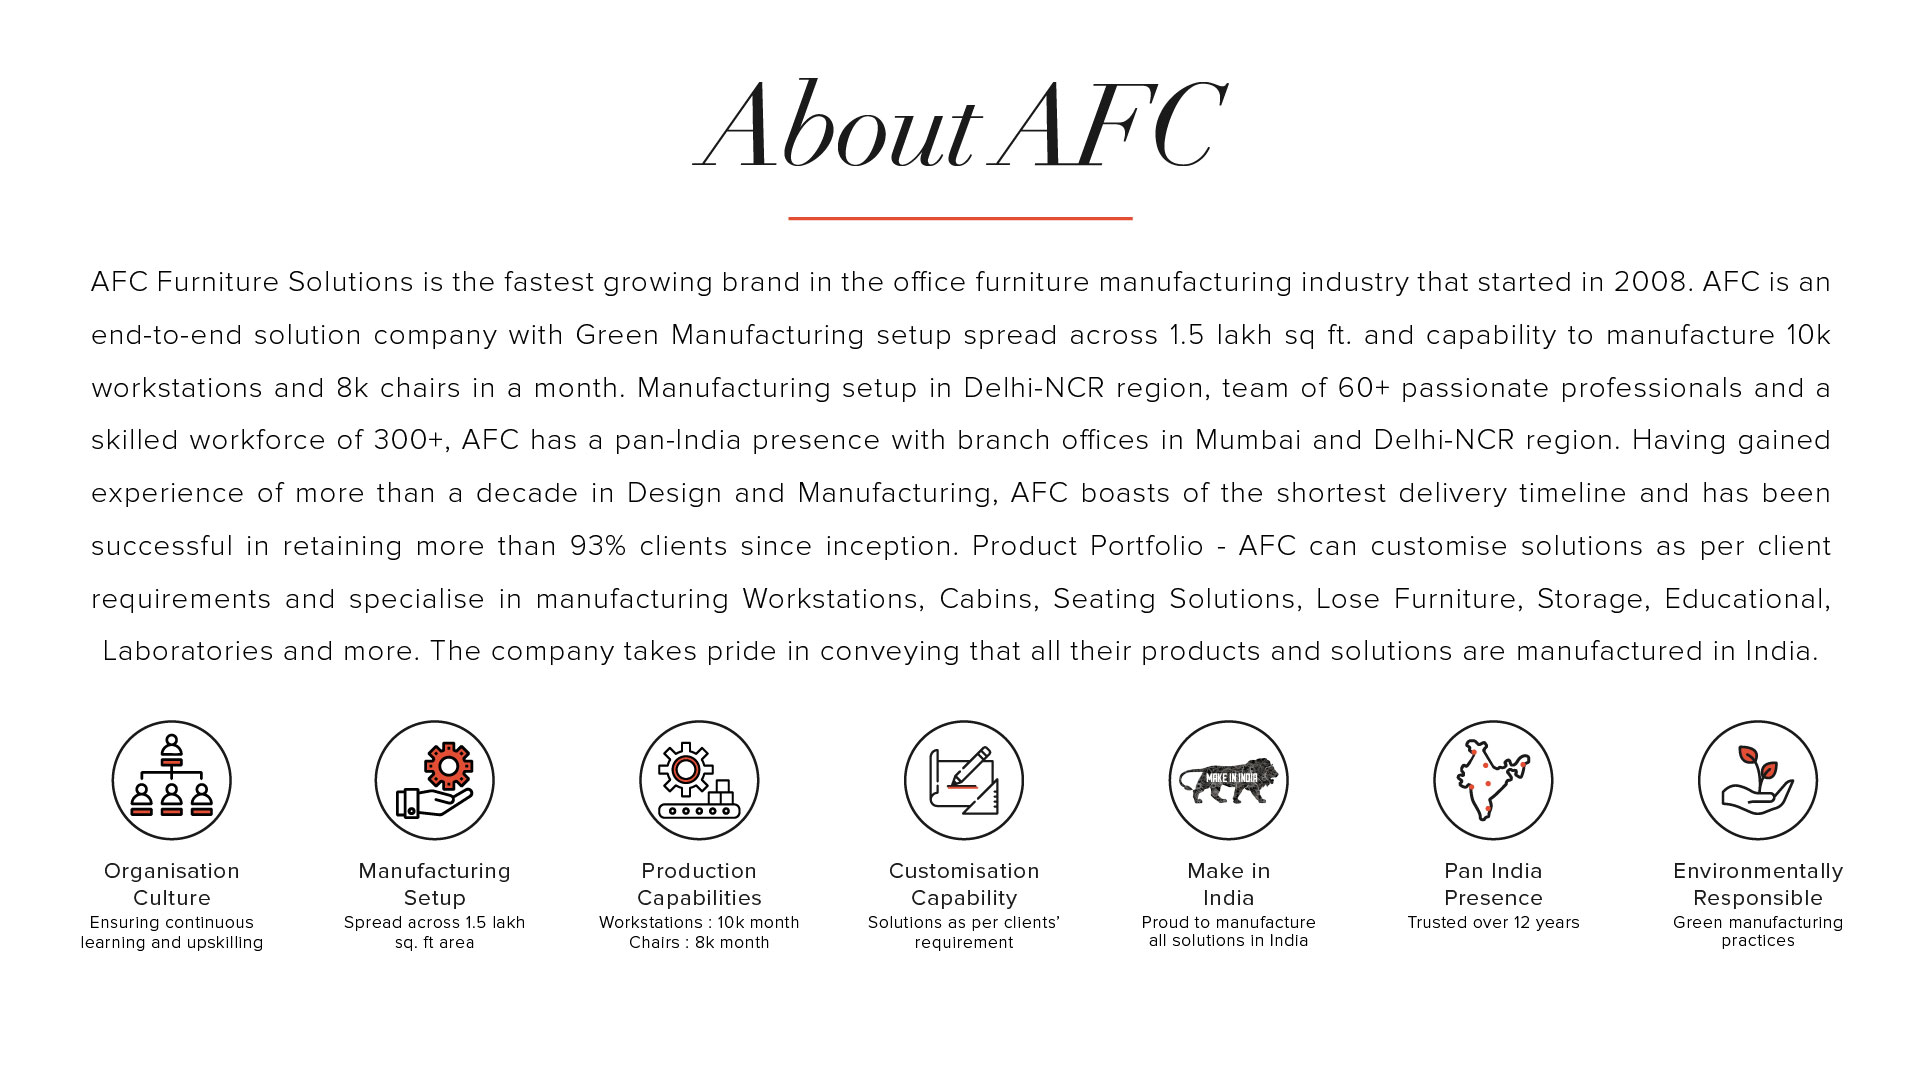 About AFC
AFC Furniture Solutions is the fastest growing brand in the office furniture manufacturing industry that started in 2008. AFC is an
end-to-end solution company with Green Manufacturing setup spread across 1.5 lakh sq ft. and capability to manufacture 10k
workstations and 8k chairs in a month. Manufacturing setup in Delhi-NCR region, team of 60+ passionate professionals and a
skilled workforce of 300+, AFC has a pan-India presence with branch offices in Mumbai and Delhi-NCR region. Having gained
experience of more than a decade in Design and Manufacturing, AFC boasts of the shortest delivery timeline and has been
successful in retaining more than 93% clients since inception. Product Portfolio - AFC can customise solutions as per client
requirements and specialise in manufacturing Workstations, Cabins, Seating Solutions, Lose Furniture, Storage, Educational,
Laboratories and more. The company takes pride in conveying that all their products and solutions are manufactured in India.
Organisation
Culture
Ensuring continuous
learning and upskilling
Manufacturing
Setup
Spread across 1.5 lakh
sq. ft area
Production
Capabilities
Workstations : 10k month
Chairs : 8k month
Customisation
Capability
Solutions as per clients’
requirement
MAKE IN INDIA
Make in
India
Proud to manufacture
all solutions in India
Pan India
Presence
Trusted over 12 years
Environmentally
Responsible
Green manufacturing
practices